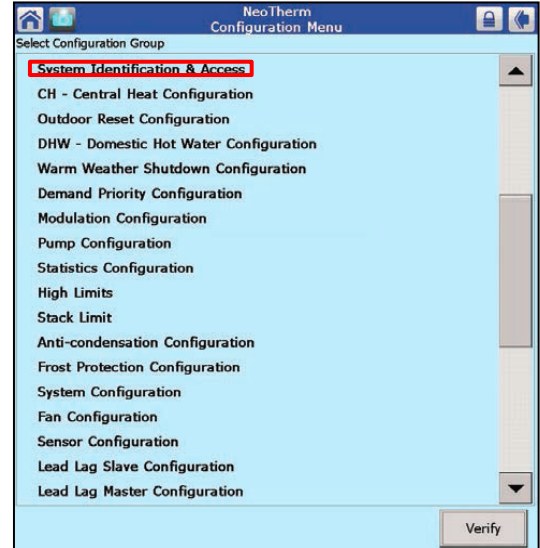 NeoTherm
Configuration Menu
Select Configuration Group
System Identification & Access
CH - Central Heat Configuration
Outdoor Reset Configuration
DHW - Domestic Hot Water Configuration
Warm Weather Shutdown Configuration
Demand Priority Configuration
Modulation Configuration
Pump Configuration
Statistics Configuration
High Limits
Stack Limit
Anti-condensation Configuration
Frost Protection Configuration
System Configuration
Fan Configuration
Sensor Configuration
Lead Lag Slave Configuration
Lead Lag Master Configuration
Verify